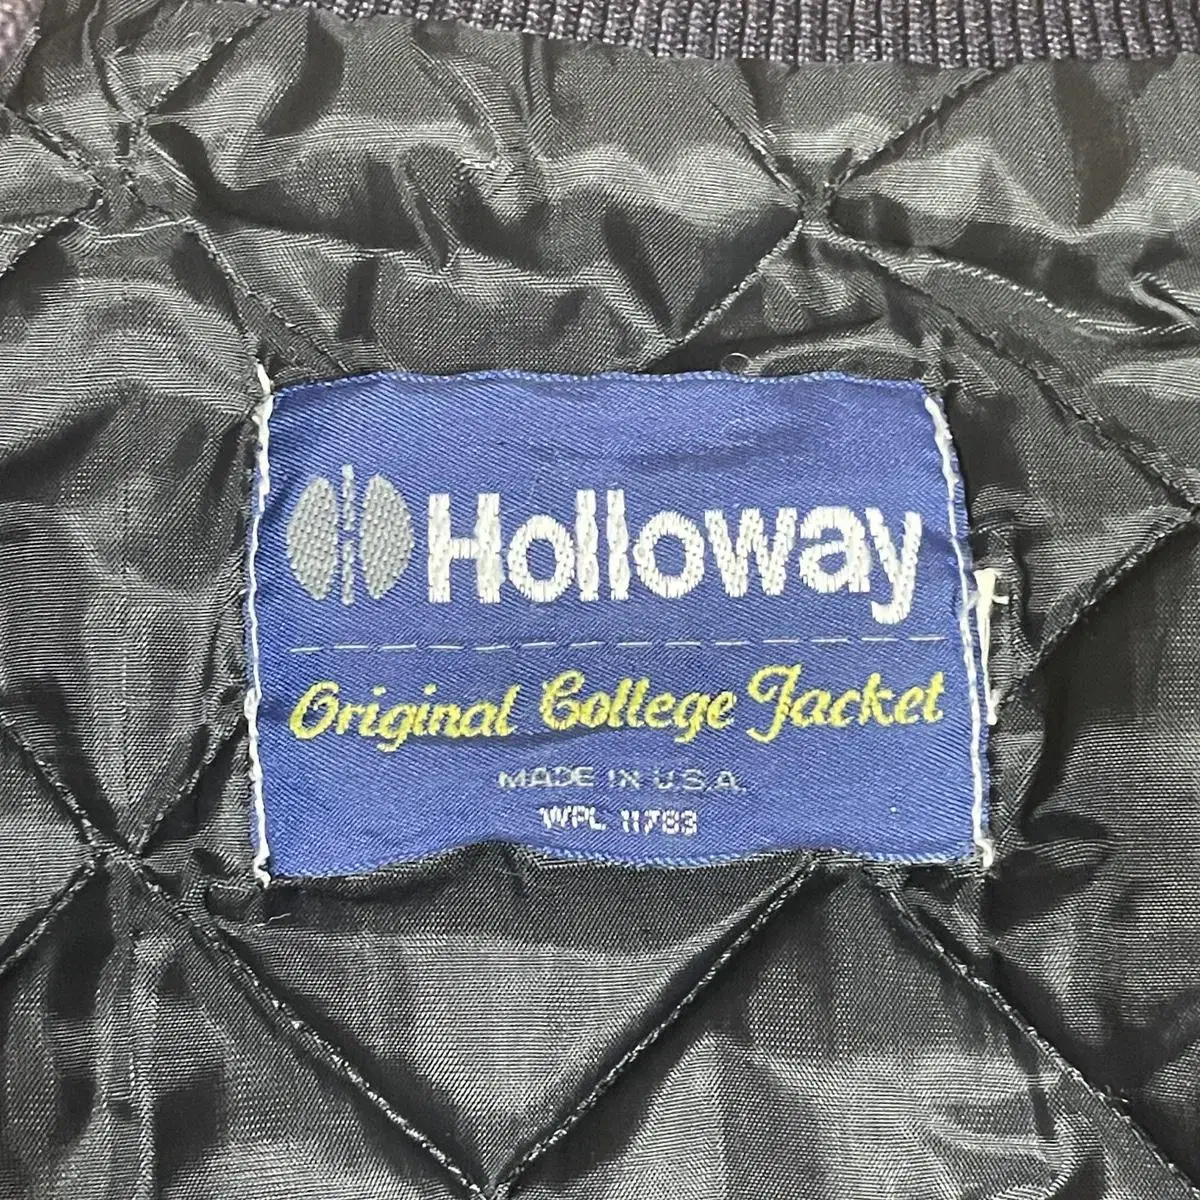 Holloway
Original College Jacket
MADE IN U.S.A.
WPL 11783